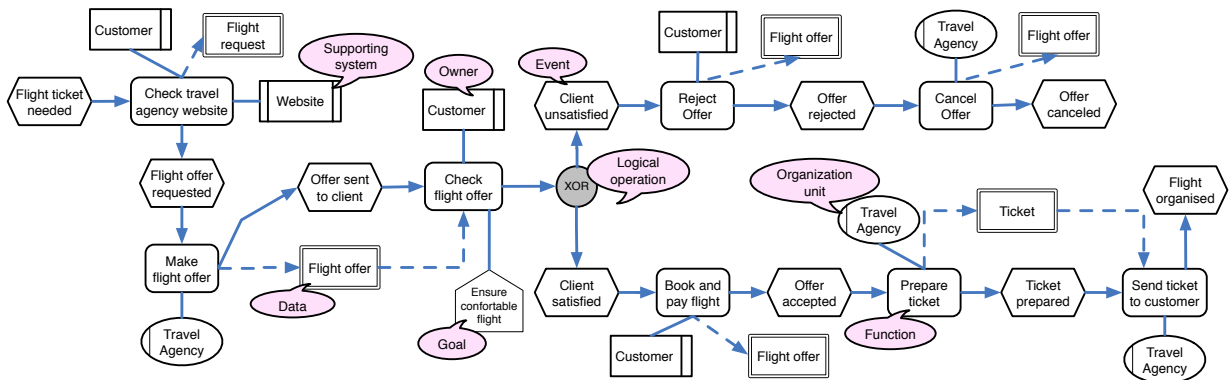 Customer
Flight
request
Supporting
system
Flight ticket
needed
Check travel
agency website
Website
Owner
Customer
Event
Client
unsatisfied
Customer
Flight offer
Reject
Offer
Offer
rejected
Travel
Agency
Flight offer
Cancel
Offer
Offer
canceled
Flight offer
requested
Offer sent
to client
Check
flight offer
XOR
Logical
operation
Organization
unit
Travel
Agency
Ticket
Flight
organised
Make
flight offer
Flight offer
Data
Ensure
confortable
flight
Goal
Client
satisfied
Book and
pay flight
Offer
accepted
Prepare
ticket
Function
Ticket
prepared
Send ticket
to customer
Travel
Agency
Customer
Flight offer
Travel
Agency